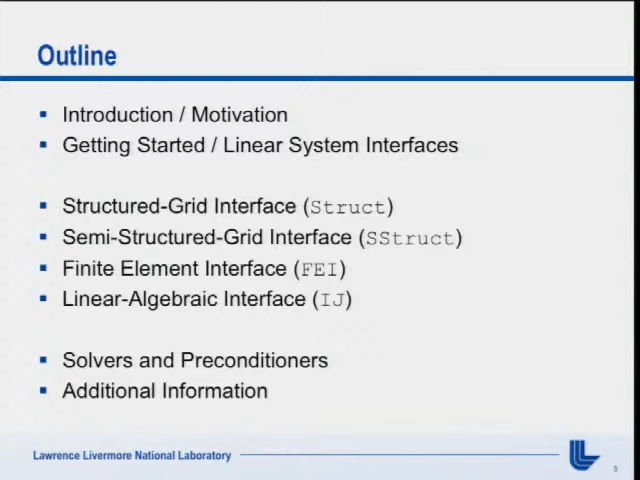 Outline
Introduction / Motivation
Getting Started / Linear System Interfaces
Structured-Grid Interface (Struct)
Semi-Structured-Grid Interface (SStruct)
Finite Element Interface (FEI)
Linear-Algebraic Interface (IJ)
Solvers and Preconditioners
Additional Information
Lawrence Livermore National Laboratory